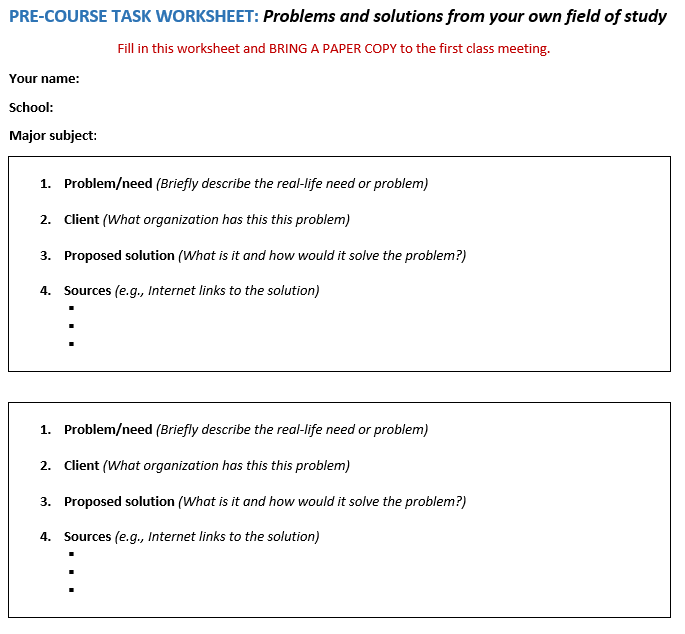 PRE-COURSE TASK WORKSHEET: Problems and solutions from your own field of study
Fill in this worksheet and BRING A PAPER COPY to the first class meeting.
Your name:
School:
Major subject:
1. Problem/need (Briefly describe the real-life need or problem)
2. Client (What organization has this this problem)
3. Proposed solution (What is it and how would it solve the problem?)
4. Sources (e.g., Internet links to the solution)
▪
▪
▪
1. Problem/need (Briefly describe the real-life need or problem)
2. Client (What organization has this this problem)
3. Proposed solution (What is it and how would it solve the problem?)
4. Sources (e.g., Internet links to the solution)
▪
▪
▪